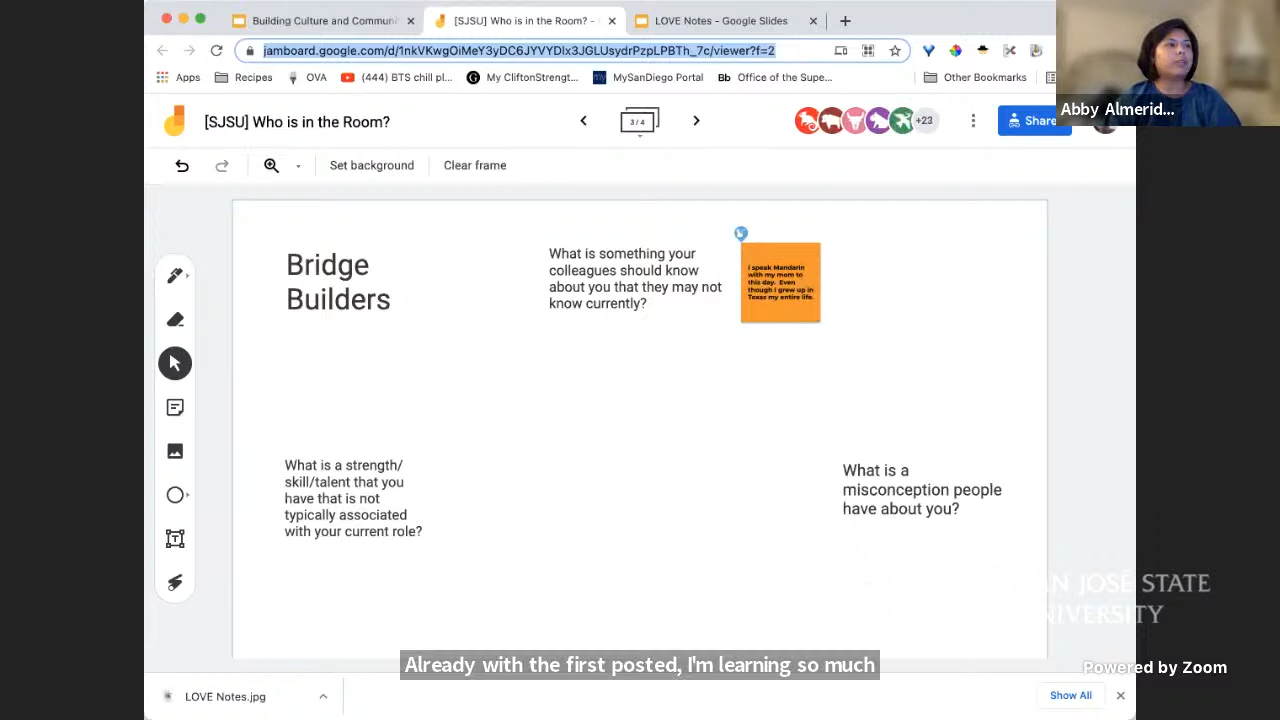 Building Culture and Communi
[SJSU] Who is in the Room? -
LOVE Notes - Google Slides
jamboard.google.com/d/1nkVKwgOiMeY3yDC6JYVYDlx3JGLUsydrPzpLPBTh_7c/viewer?f=2
Apps
Recipes
OVA
(444) BTS chill pl...
My CliftonStrengt...
MySanDiego Portal
Bb Office of the Supe...
Other Bookmarks
Abby Almerid...
[SJSU] Who is in the Room?
3 / 4
+23
Share
Set background
Clear frame
Bridge
Builders
What is something your
colleagues should know
about you that they may not
know currently?
I speak Mandarin
with my mom to
this day. Even
though I grew up in
Texas my entire life.
What is a strength/
skill/talent that you
have that is not
typically associated
with your current role?
What is a
misconception people
have about you?
AN JOSÉ STATE
UNIVERSITY
Already with the first posted, I'm learning so much
Powered by Zoom
LOVE Notes.jpg
Show All